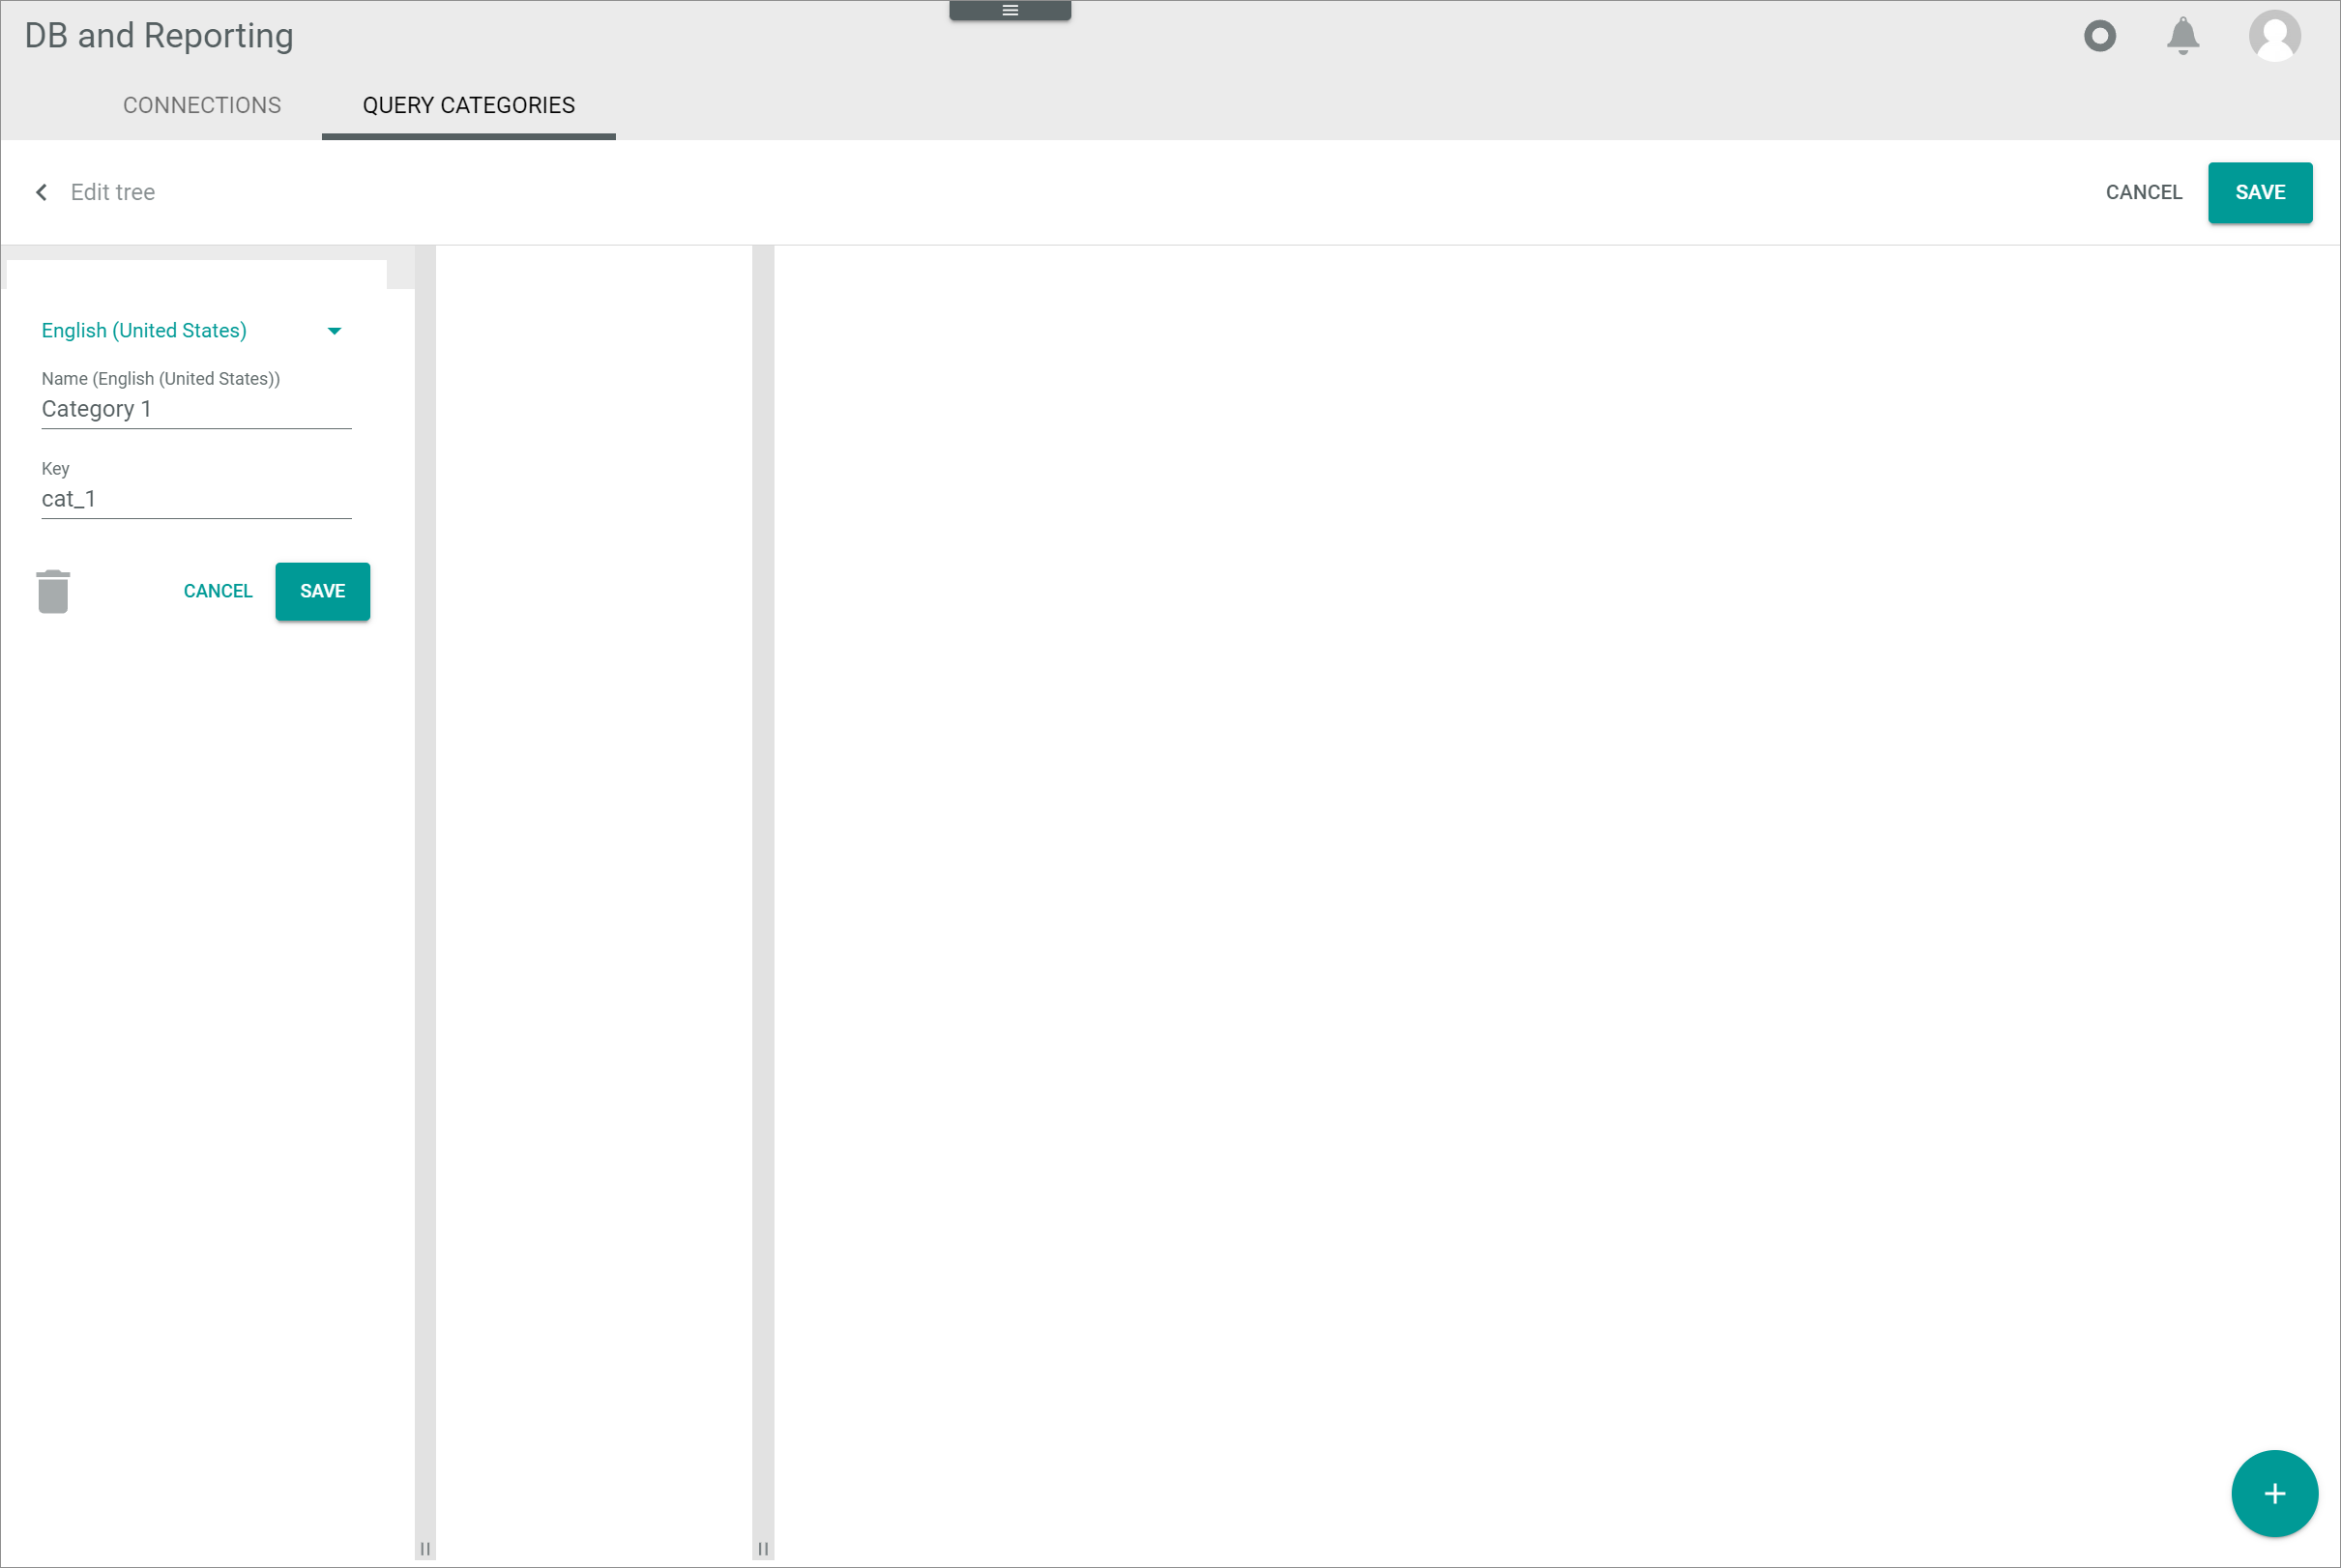 DB and Reporting
CONNECTIONS
QUERY CATEGORIES
Edit tree
CANCEL
SAVE
English (United States)
Name (English (United States))
Category 1
Key
cat_1
CANCEL
SAVE